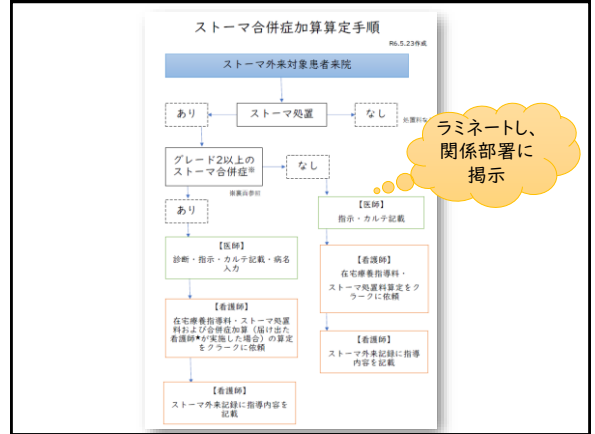 ストーマ合併症加算算定手順
R6.5.23作成
ストーマ外来対象患者来院
あり
ストーマ処置
なし
処置料な
ラミネートし、
関係部署に
掲示
グレード2以上の
ストーマ合併症※
なし
※裏面参照
あり
【医師】
指示・カルテ記載
【医師】
診断・指示・カルテ記載・病名
入力
【看護師】
在宅療養指導料・
ストーマ処置料算定をク
ラークに依頼
【看護師】
在宅療養指導料・ストーマ処置
料および合併症加算（届け出た
看護師★が実施した場合）の算定
をクラークに依頼
【看護師】
ストーマ外来記録に指導
内容を記載
【看護師】
ストーマ外来記録に指導内容を
記載